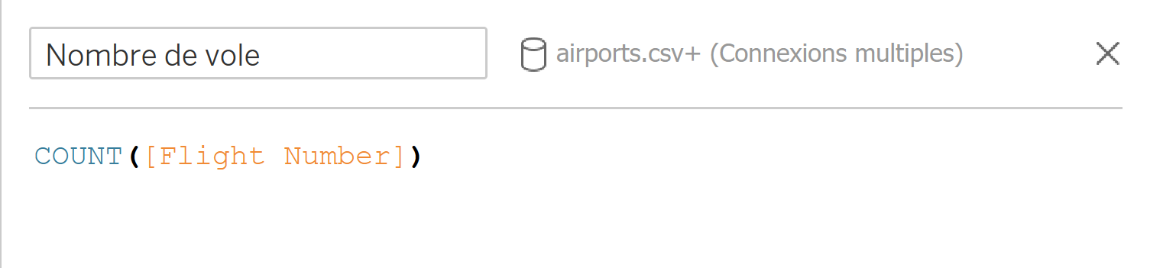 Nombre de vole airports.csv+ (Connexions multiples)
COUNT([Flight Number])